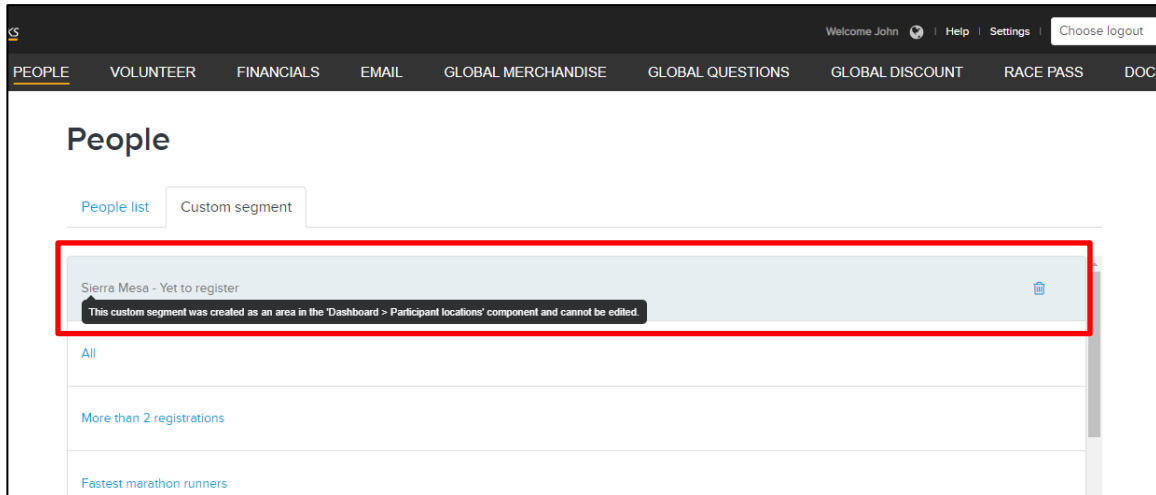 Welcome John | Help | Settings | Choose logout
PEOPLE VOLUNTEER FINANCIALS EMAIL GLOBAL MERCHANDISE GLOBAL QUESTIONS GLOBAL DISCOUNT RACE PASS DOC
People
People list Custom segment
Sierra Mesa - Yet to register
This custom segment was created as an area in the 'Dashboard > Participant locations' component and cannot be edited.
All
More than 2 registrations
Fastest marathon runners